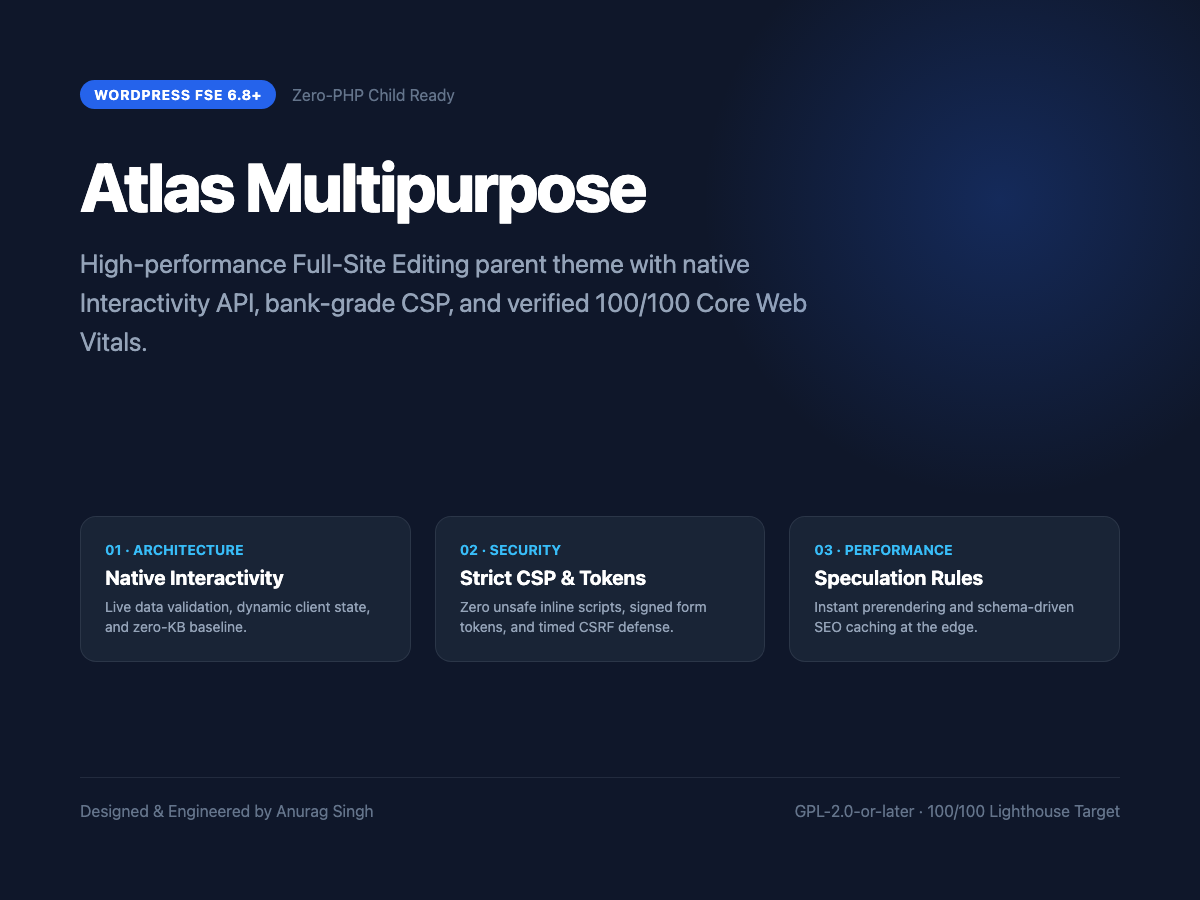 WORDPRESS FSE 6.8+ Zero-PHP Child Ready
Atlas Multipurpose
High-performance Full-Site Editing parent theme with native
Interactivity API, bank-grade CSP, and verified 100/100 Core Web
Vitals.
01 · ARCHITECTURE
Native Interactivity
Live data validation, dynamic client state,
and zero-KB baseline.
02 · SECURITY
Strict CSP & Tokens
Zero unsafe inline scripts, signed form
tokens, and timed CSRF defense.
03 · PERFORMANCE
Speculation Rules
Instant prerendering and schema-driven
SEO caching at the edge.
Designed & Engineered by Anurag Singh
GPL-2.0-or-later · 100/100 Lighthouse Target